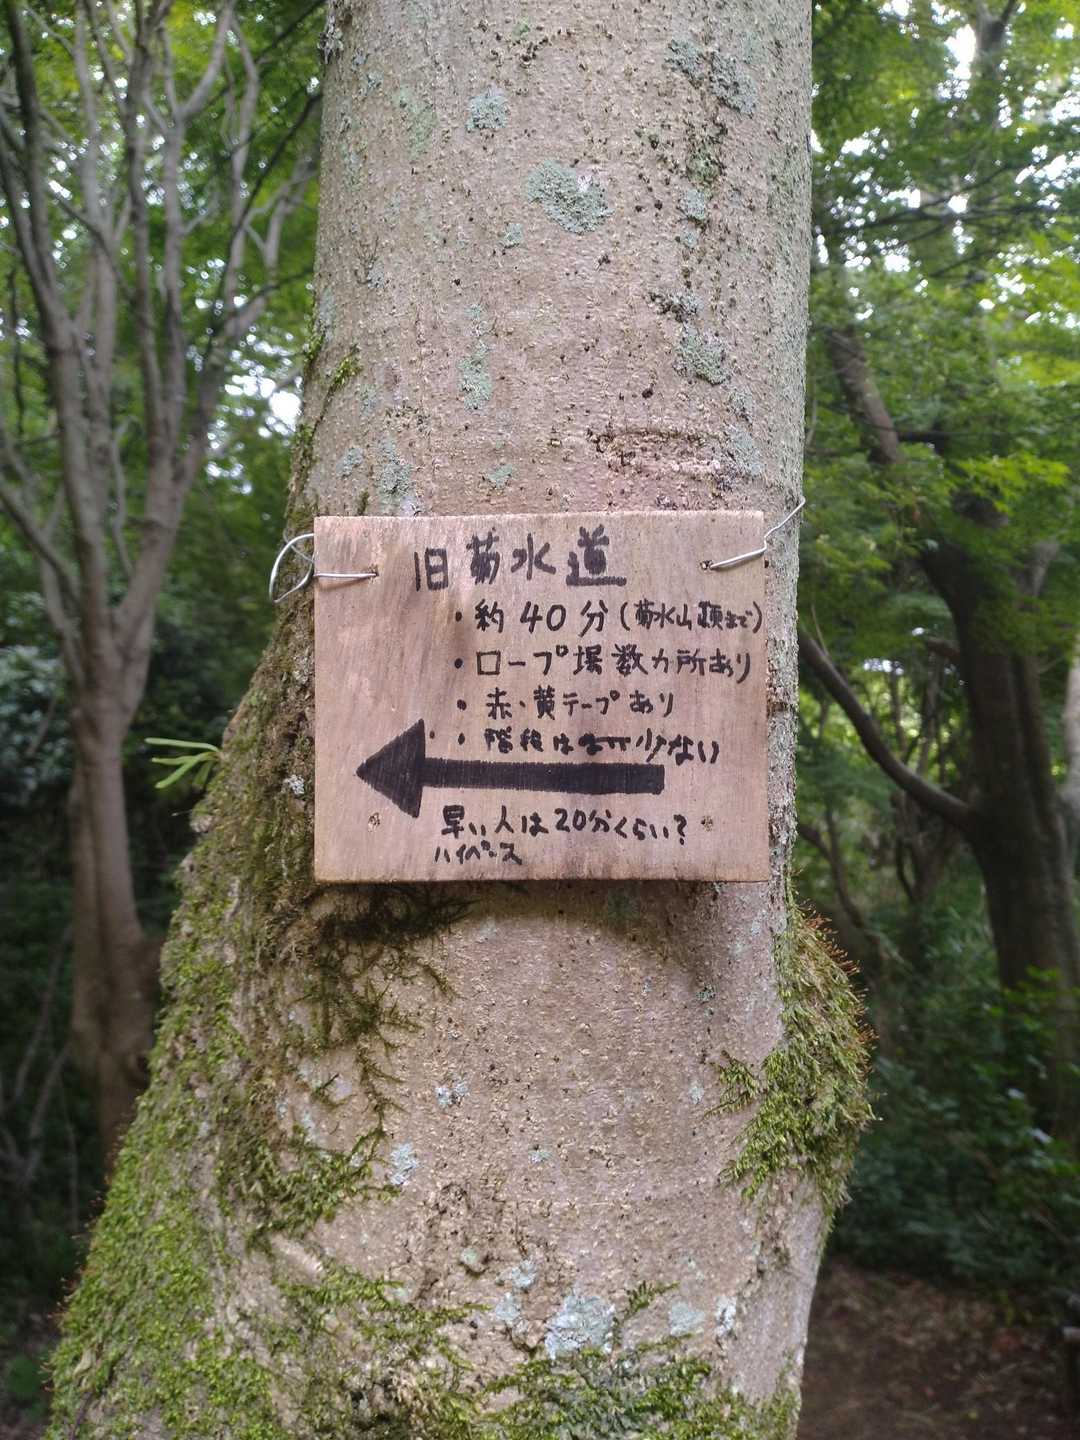 旧菊水道
・約40分(菊水山頂まで)
・ロープ場数カ所あり
・赤・黄テープあり
・階段は少ない
早い人は20分くらい?
ハイペース